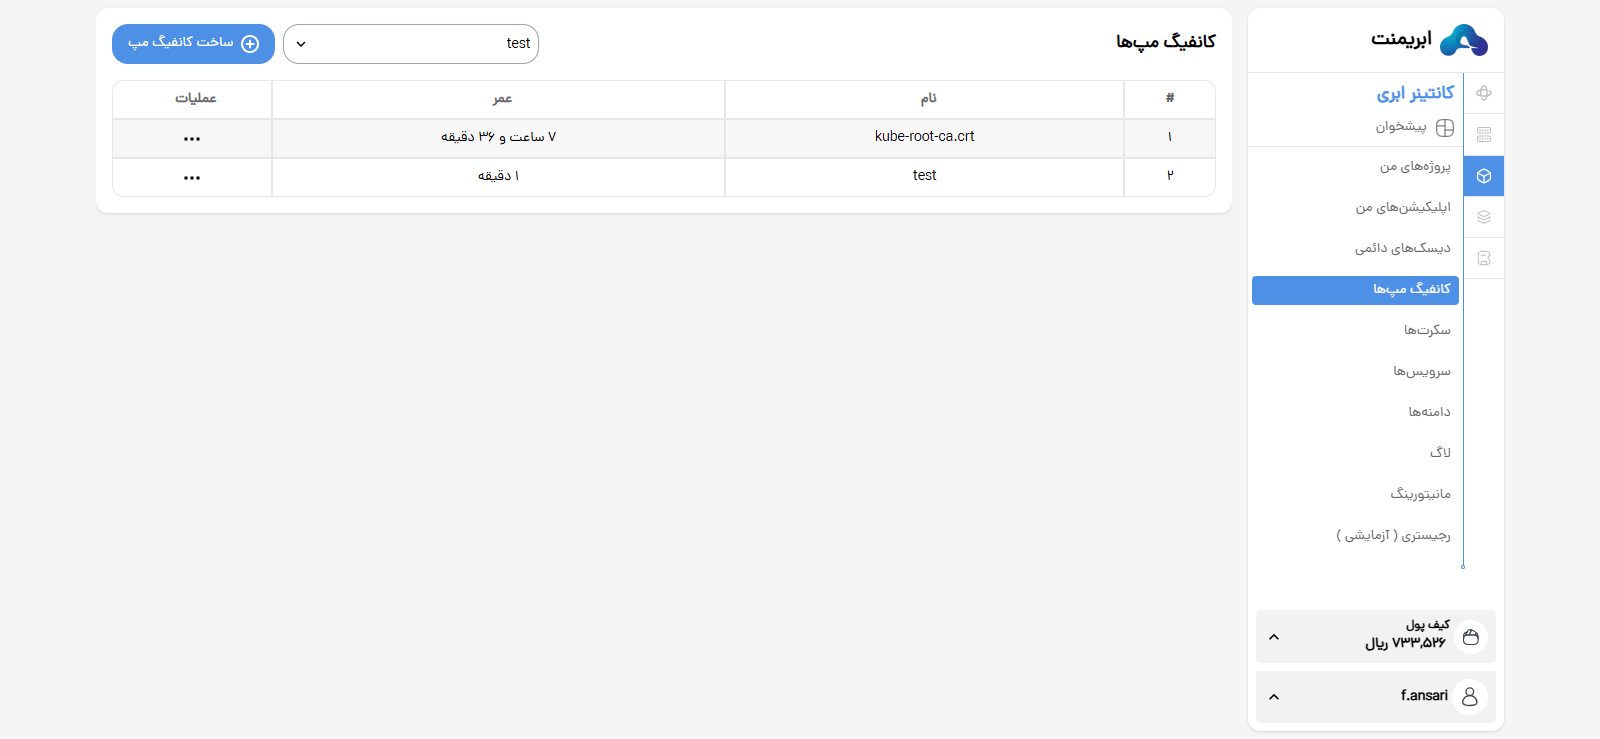 ابریمنت
کانتینر ابری
پیشخوان
پروژه‌های من
اپلیکیشن‌های من
دیسک‌های دائمی
کانفیگ مپ‌ها
سکرت‌ها
سرویس‌ها
دامنه‌ها
لاگ
مانیتورینگ
رجیستری ( آزمایشی )
کیف پول
۷۳۳,۵۲۶ ریال
f.ansari
کانفیگ مپ‌ها
test
ساخت کانفیگ مپ
# نام عمر عملیات
۱ kube-root-ca.crt ۷ ساعت و ۳۶ دقیقه
۲ test ۱ دقیقه